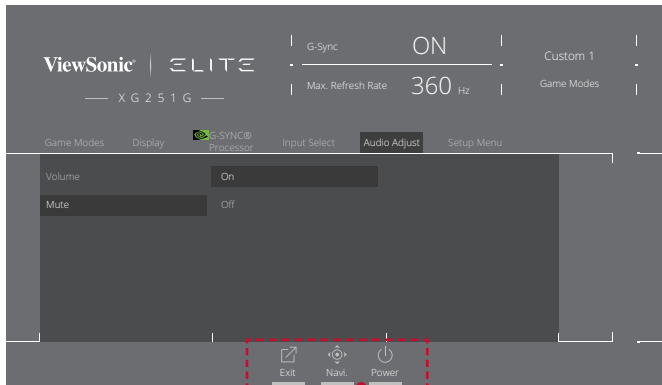 ViewSonic® ELITE
XG251G
G-Sync ON
Max. Refresh Rate 360 Hz
Custom 1
Game Modes
Game Modes Display G-SYNC® Processor Input Select Audio Adjust Setup Menu
Volume On
Mute Off
Exit Navi. Power